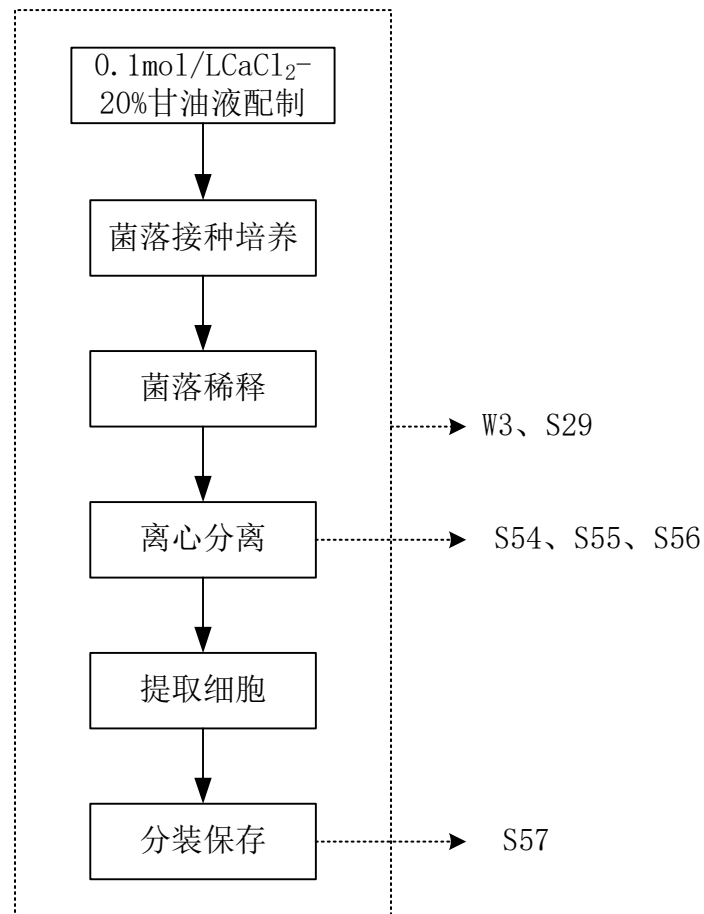 0.1mol/LCaCl₂-
20%甘油液配制
菌落接种培养
菌落稀释
W3、S29
离心分离
S54、S55、S56
提取细胞
分装保存
S57